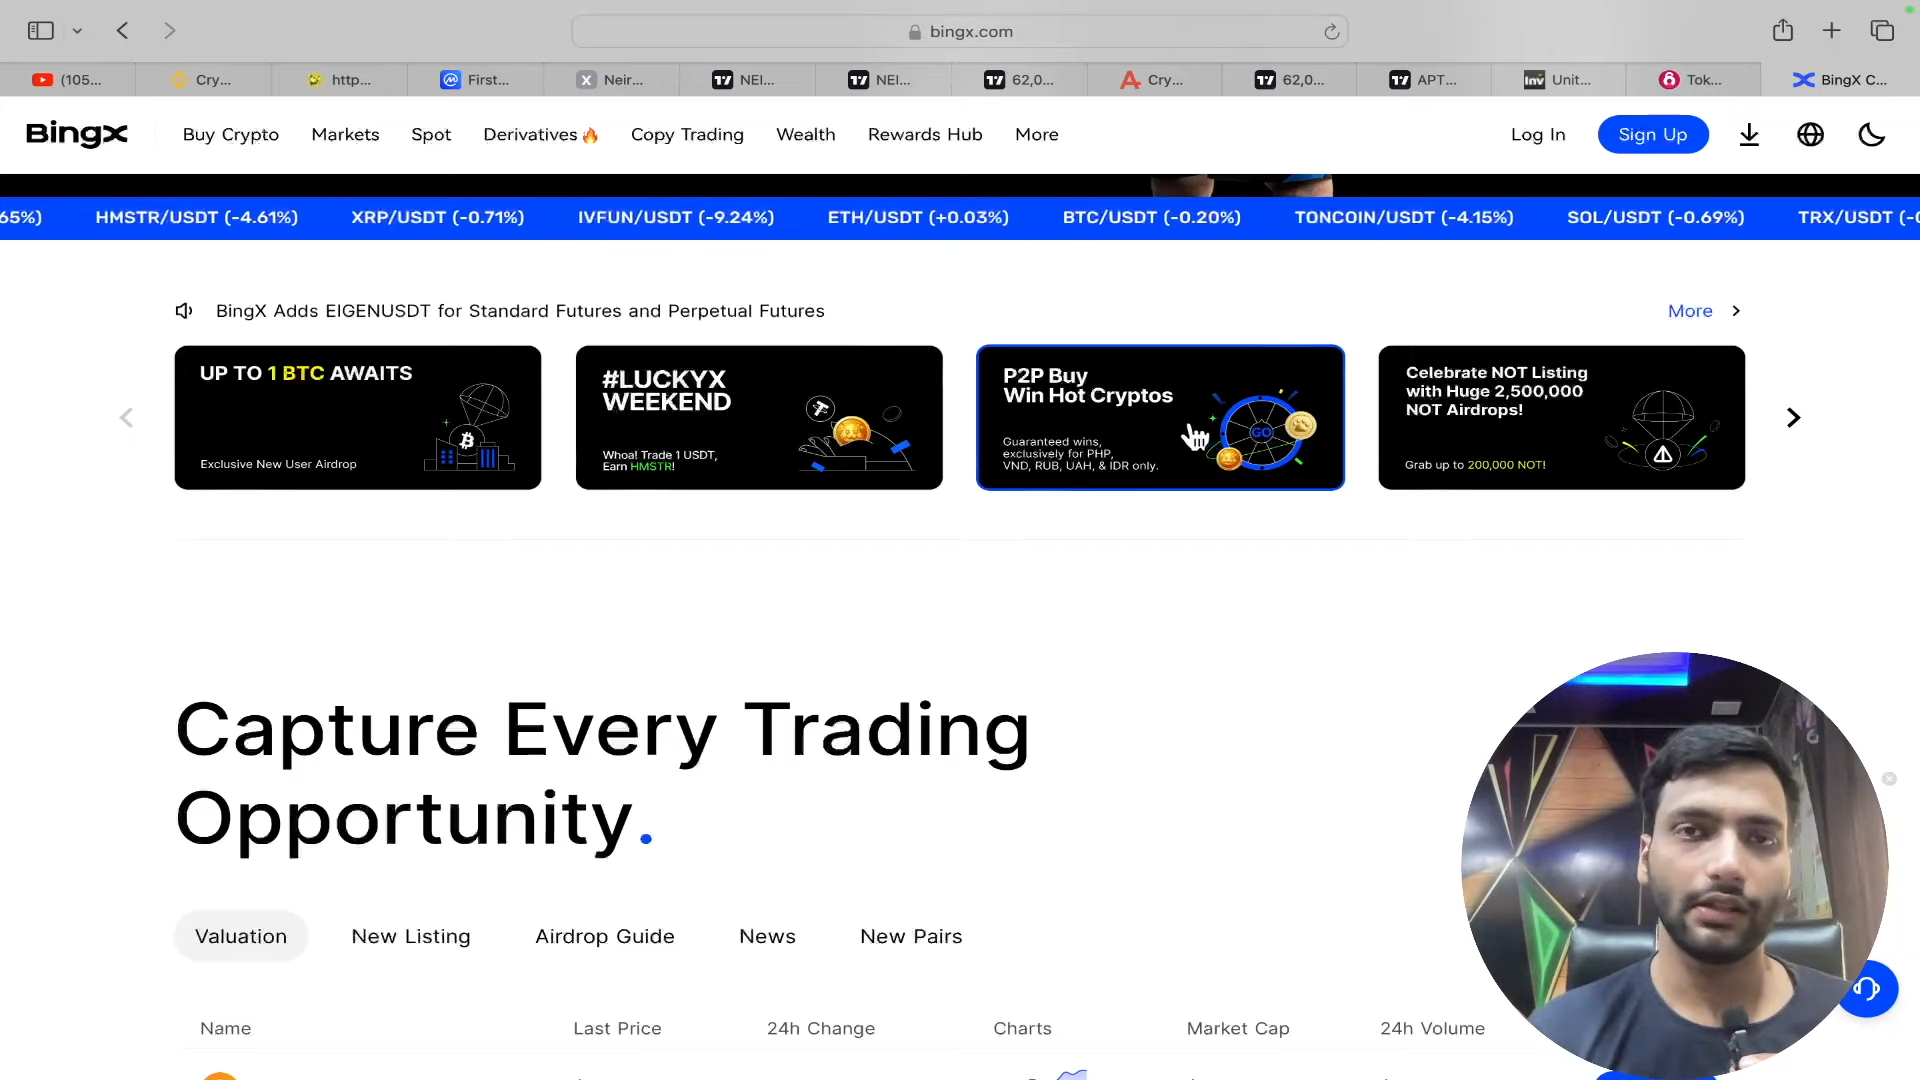 bingx.com
(105...
Cry...
http...
First...
Neir...
NEI...
NEI...
62,0...
Cry...
62,0...
APT...
Inv
Unit...
Tok...
BingX C...
BingX
Buy Crypto
Markets
Spot
Derivatives
Copy Trading
Wealth
Rewards Hub
More
Log In
Sign Up
65%)
HMSTR/USDT (-4.61%)
XRP/USDT (-0.71%)
IVFUN/USDT (-9.24%)
ETH/USDT (+0.03%)
BTC/USDT (-0.20%)
TONCOIN/USDT (-4.15%)
SOL/USDT (-0.69%)
TRX/USDT (-0
BingX Adds EIGENUSDT for Standard Futures and Perpetual Futures
More
UP TO 1 BTC AWAITS
Exclusive New User Airdrop
#LUCKYX
WEEKEND
Whoa! Trade 1 USDT,
Earn HMSTR!
P2P Buy
Win Hot Cryptos
Guaranteed wins,
exclusively for PHP,
VND, RUB, UAH, & IDR only.
GO
Celebrate NOT Listing
with Huge 2,500,000
NOT Airdrops!
Grab up to 200,000 NOT!
Capture Every Trading
Opportunity.
Valuation
New Listing
Airdrop Guide
News
New Pairs
Name
Last Price
24h Change
Charts
Market Cap
24h Volume